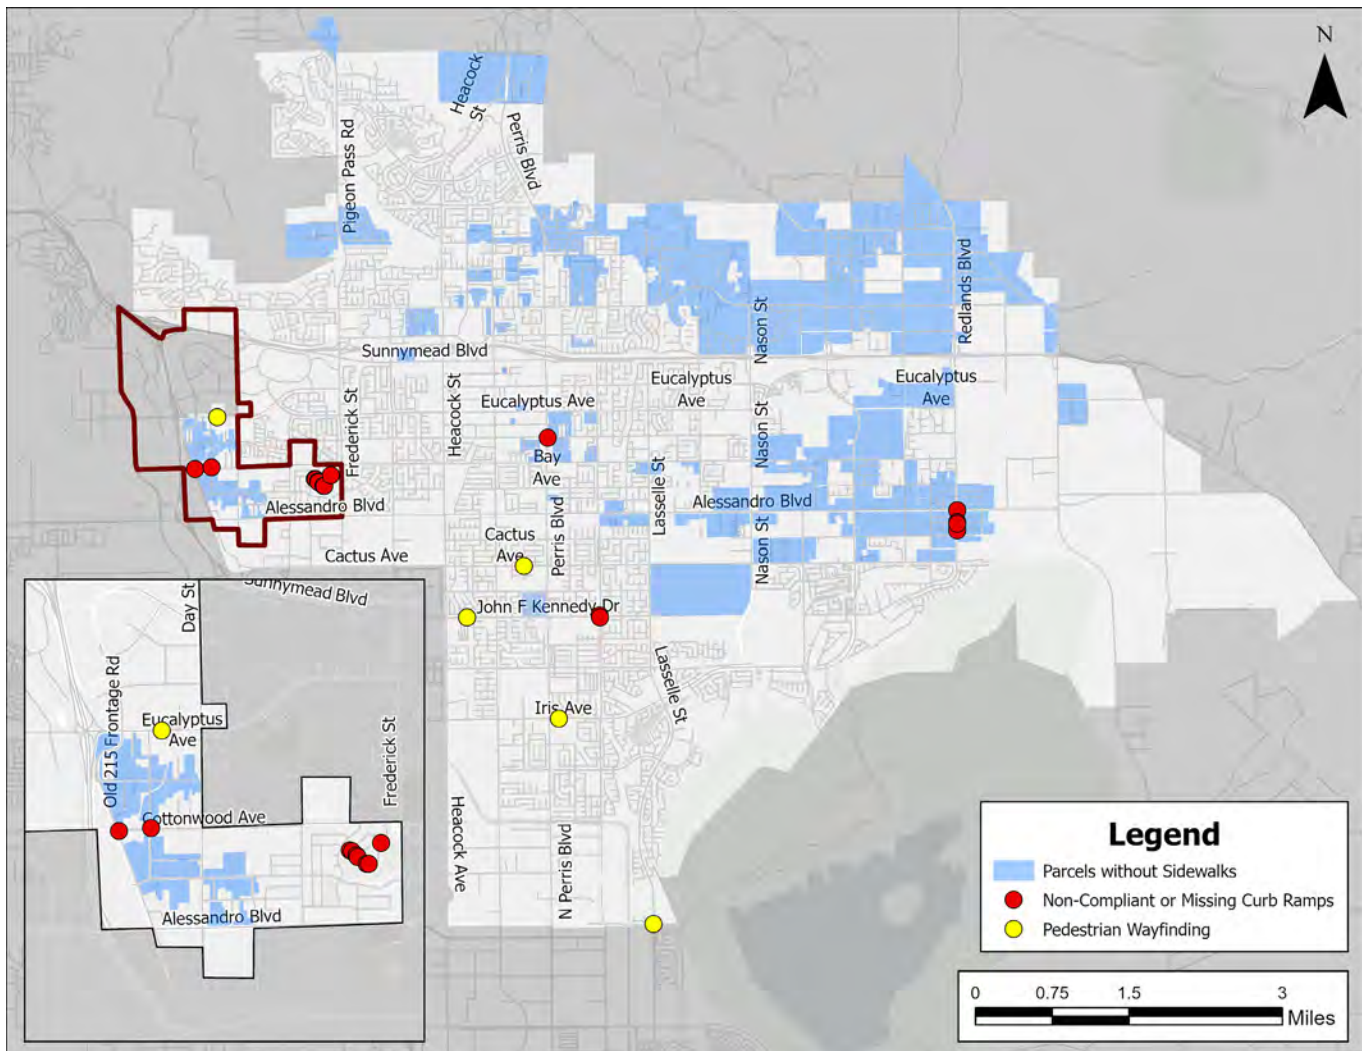 N
Heacock
St
Perris Blvd
Pigeon Pass Rd
Redlands Blvd
Nason St
Sunnymead Blvd
Eucalyptus
Ave
Eucalyptus
Ave
Eucalyptus Ave
Frederick St
Heacock St
Nason St
Bay
Ave
Lasselle St
Alessandro Blvd
Alessandro Blvd
Perris Blvd
Nason St
Cactus Ave
Cactus
Ave
John F Kennedy Dr
Lasselle St
Iris Ave
Heacock Ave
N Perris Blvd
Sunnymead Blvd
Day St
Old 215 Frontage Rd
Eucalyptus
Ave
Frederick St
Cottonwood Ave
Alessandro Blvd
Legend
Parcels without Sidewalks
Non-Compliant or Missing Curb Ramps
Pedestrian Wayfinding
0 0.75 1.5 3
Miles